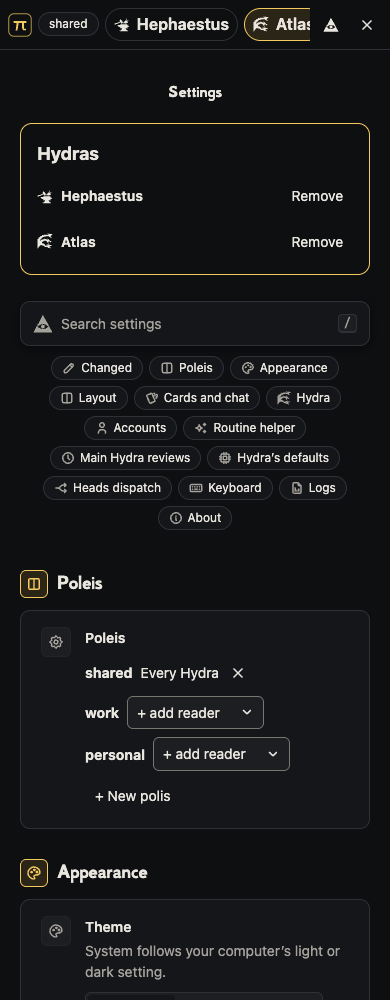 π shared Hephaestus Atlas
Settings
Hydras
Hephaestus Remove
Atlas Remove
Search settings /
Changed Poleis Appearance
Layout Cards and chat Hydra
Accounts Routine helper
Main Hydra reviews Hydra's defaults
Heads dispatch Keyboard Logs
About
Poleis
Poleis
shared Every Hydra
work + add reader
personal + add reader
+ New polis
Appearance
Theme
System follows your computer's light or
dark setting.